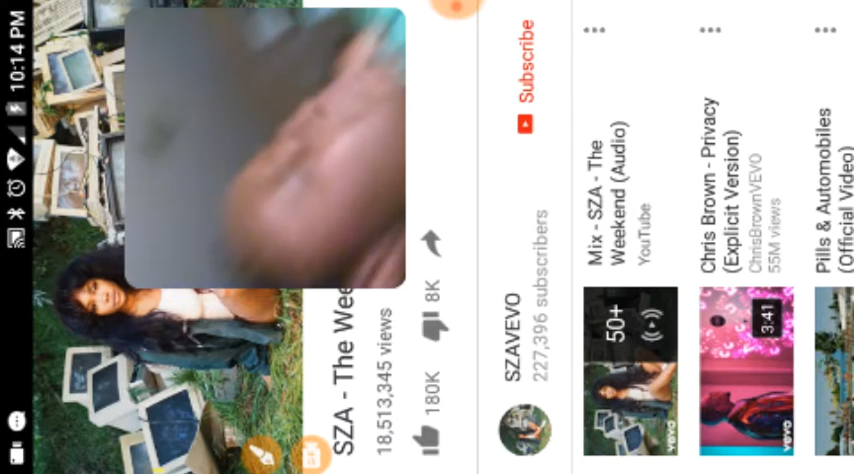 10:14 PM
SZA - The Wee
18,513,345 views
180K
8K
SZAVEVO
227,396 subscribers
Subscribe
50+
vevo
Mix - SZA - The
Weekend (Audio)
YouTube
3:41
vevo
Chris Brown - Privacy
(Explicit Version)
ChrisBrownVEVO
55M views
Pills & Automobiles
(Official Video)